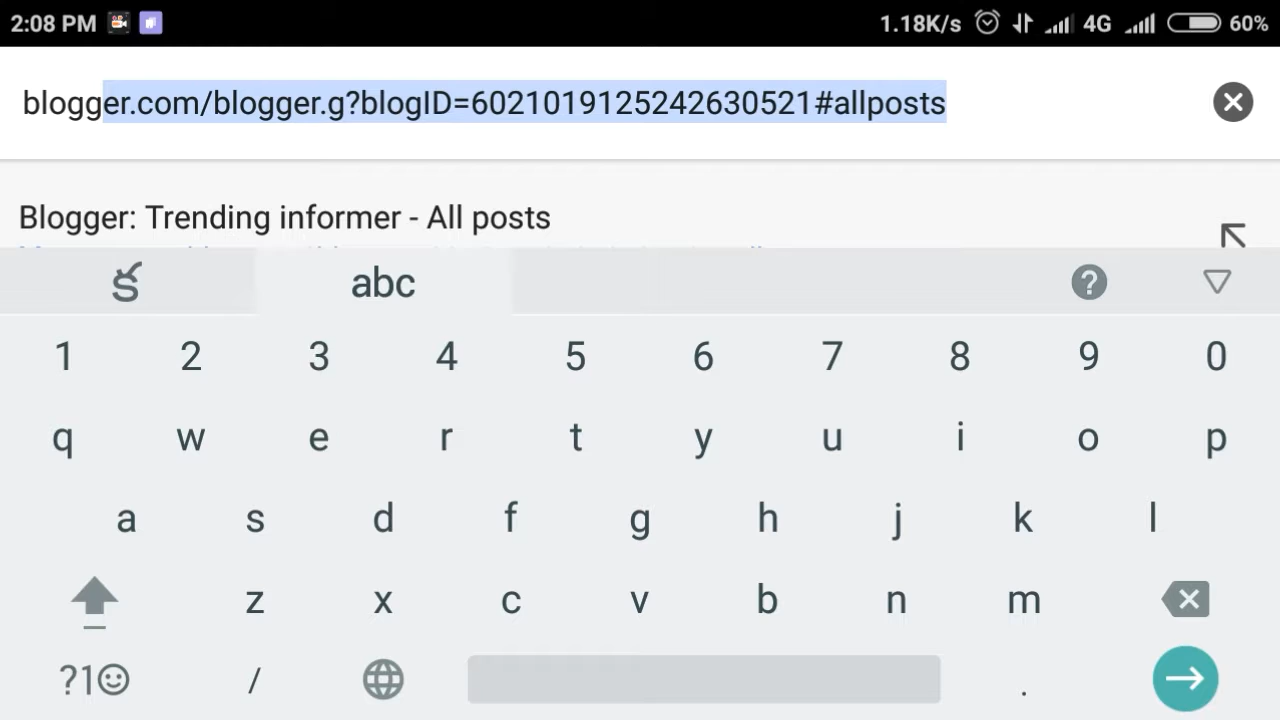 2:08 PM 1.18K/s 4G 60%
blogger.com/blogger.g?blogID=6021019125242630521#allposts
Blogger: Trending informer - All posts
క abc ?
1 2 3 4 5 6 7 8 9 0
q w e r t y u i o p
a s d f g h j k l
z x c v b n m
?1☺ / .